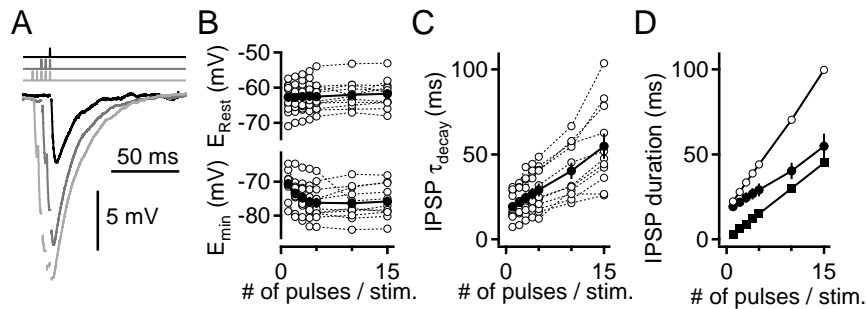 A
50 ms
5 mV
B
E_Rest (mV)
-50
-60
-70
E_min (mV)
-70
-80
0 5 10 15
# of pulses / stim.
C
IPSP τ_decay (ms)
100
50
0
0 5 15
# of pulses / stim.
D
IPSP duration (ms)
100
50
0
0 5 15
# of pulses / stim.